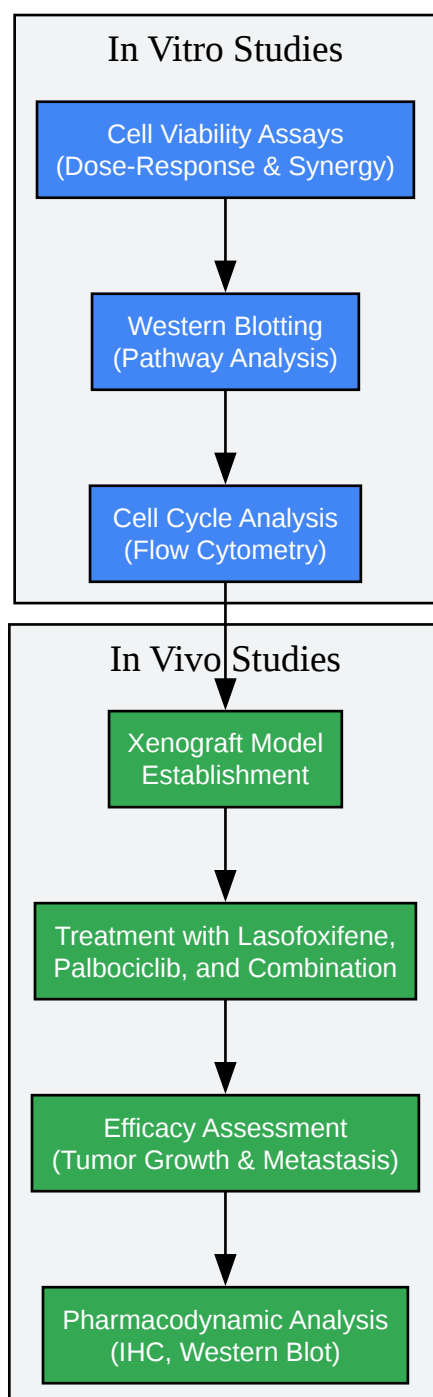 In Vitro Studies
Cell Viability Assays
(Dose-Response & Synergy)
Western Blotting
(Pathway Analysis)
Cell Cycle Analysis
(Flow Cytometry)
In Vivo Studies
Xenograft Model
Establishment
Treatment with Lasofoxifene,
Palbociclib, and Combination
Efficacy Assessment
(Tumor Growth & Metastasis)
Pharmacodynamic Analysis
(IHC, Western Blot)